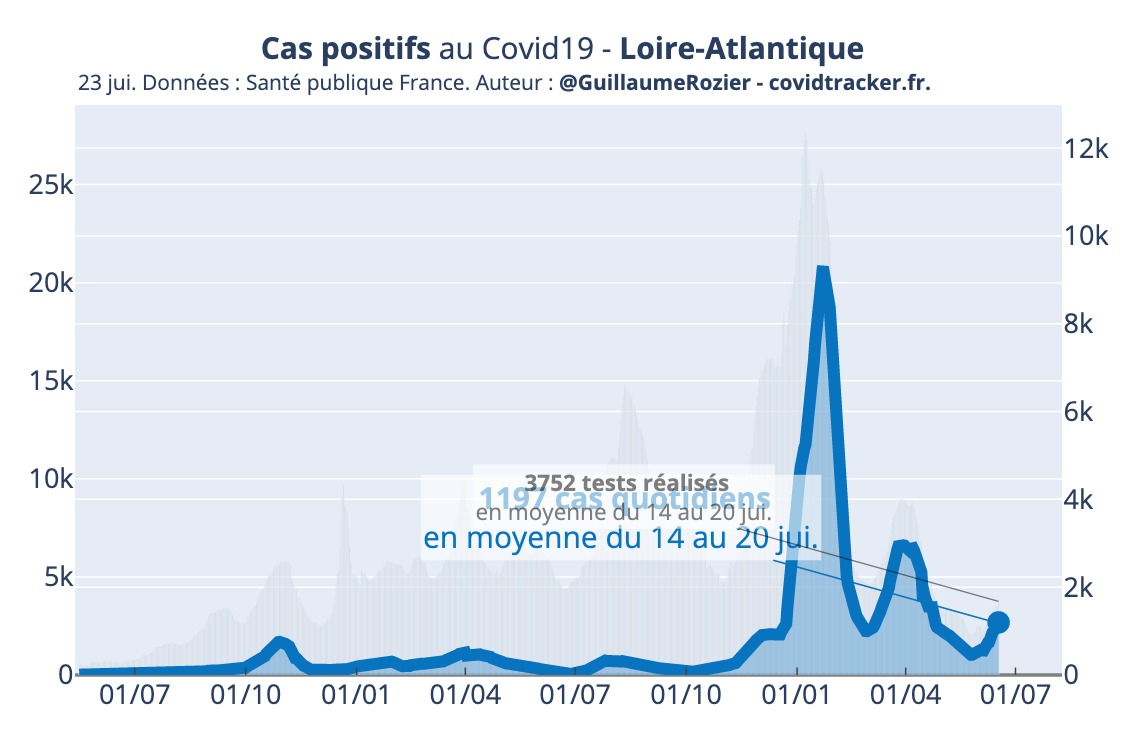 Cas positifs au Covid19 - Loire-Atlantique
23 jui. Données : Santé publique France. Auteur : @GuillaumeRozier - covidtracker.fr.
12k
25k
10k
20k
8k
15k
6k
10k
4k
3752 tests réalisés
1197 cas quotidiens
en moyenne du 14 au 20 jui.
en moyenne du 14 au 20 jui.
5k
2k
0
0
01/07 01/10 01/01 01/04 01/07 01/10 01/01 01/04 01/07